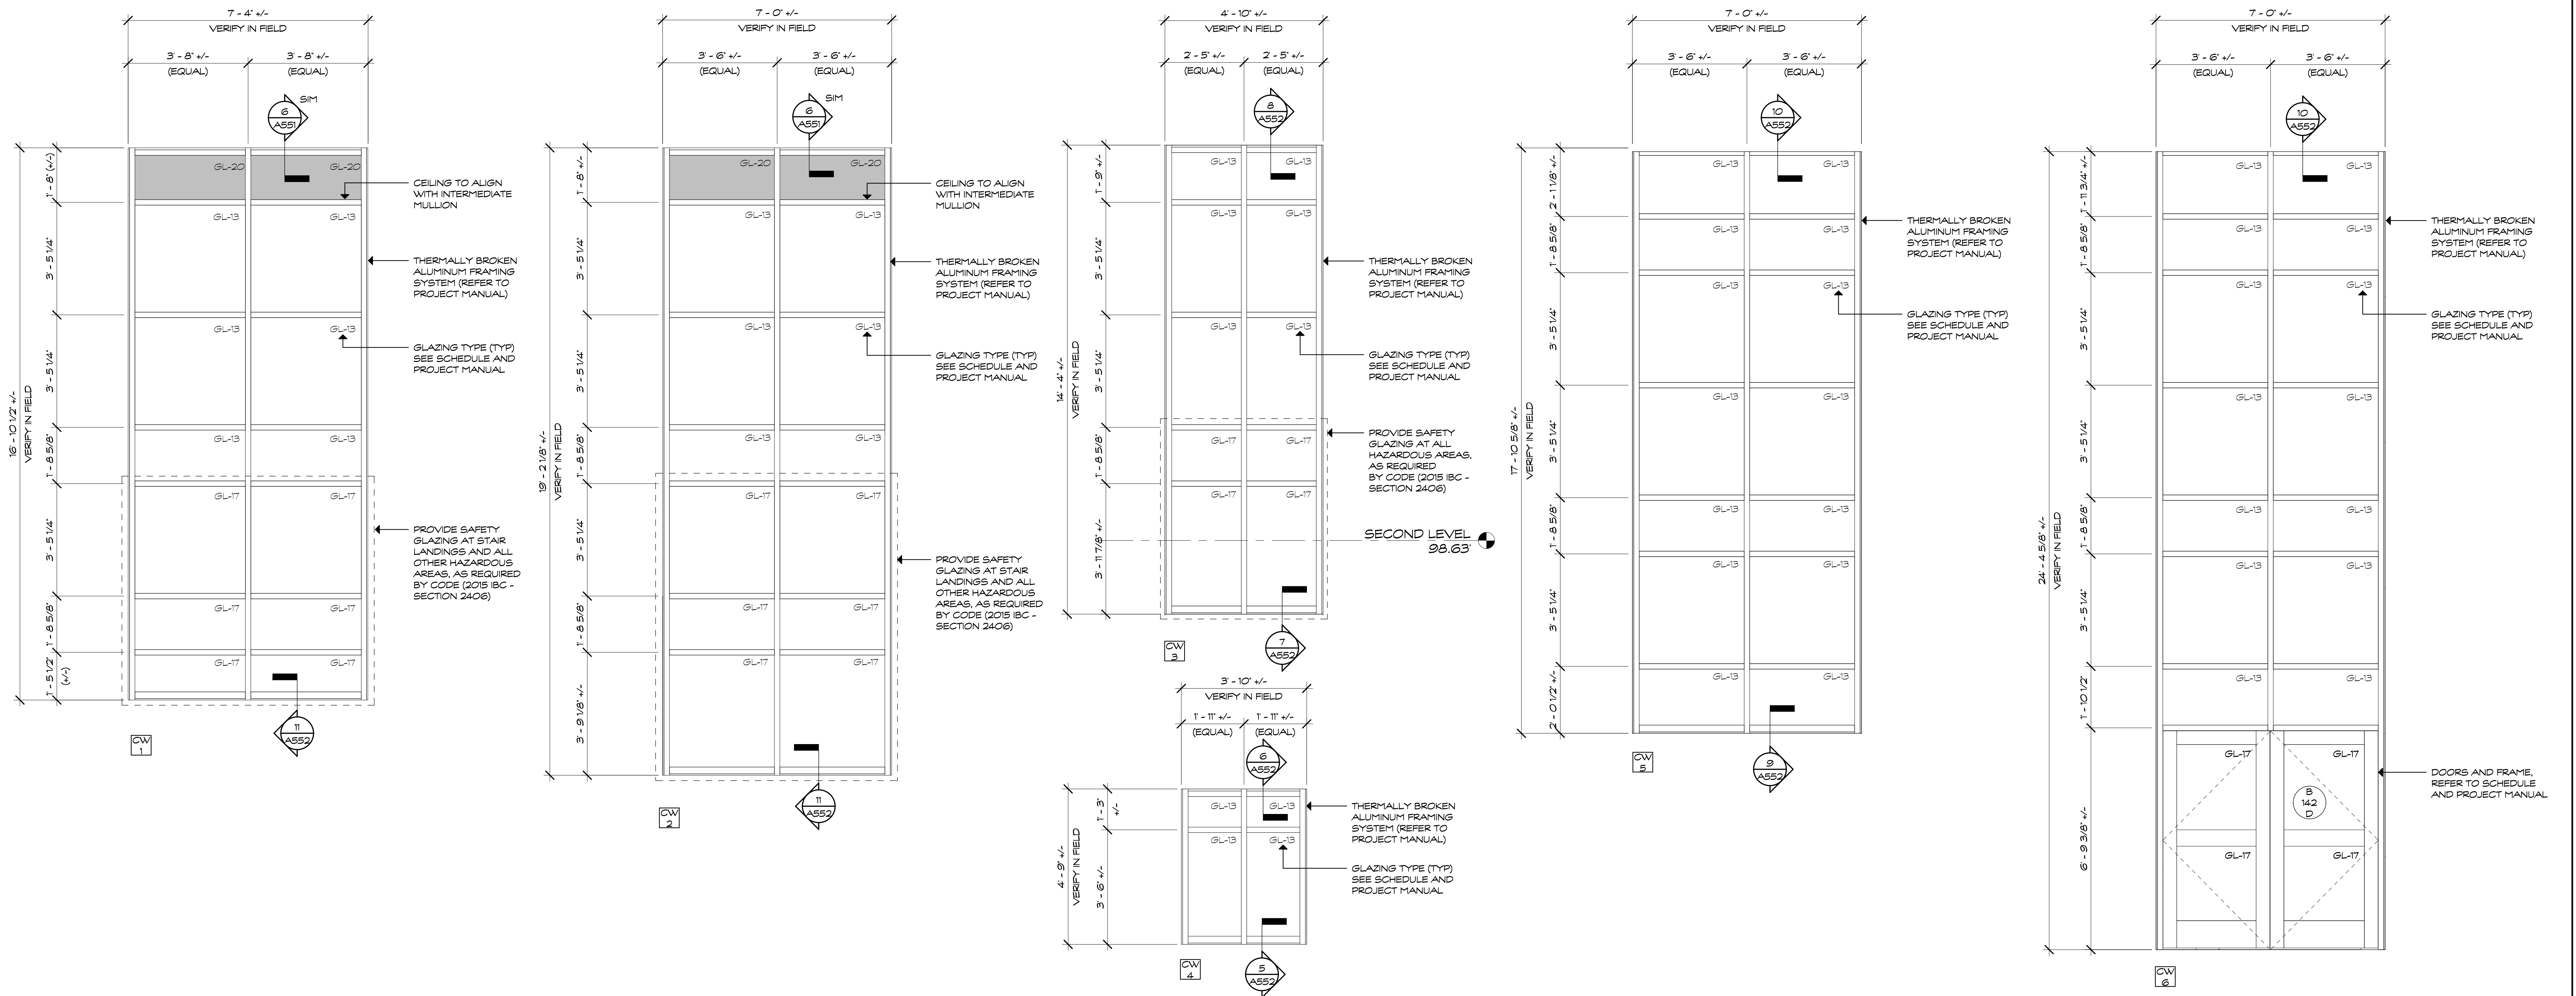 7' - 4" +/-
VERIFY IN FIELD
3' - 8" +/-
3' - 8" +/-
(EQUAL)
(EQUAL)
6
A551
SIM
16' - 10 1/2" +/-
VERIFY IN FIELD
1' - 8" (+/-)
3' - 5 1/4"
3' - 5 1/4"
1' - 8 5/8"
3' - 5 1/4"
1' - 8 5/8"
1' - 5 1/2"
(+/-)
GL-20
GL-20
GL-13
GL-13
GL-13
GL-13
GL-13
GL-13
GL-17
GL-17
GL-17
GL-17
GL-17
GL-17
CEILING TO ALIGN
WITH INTERMEDIATE
MULLION
THERMALLY BROKEN
ALUMINUM FRAMING
SYSTEM (REFER TO
PROJECT MANUAL)
GLAZING TYPE (TYP)
SEE SCHEDULE AND
PROJECT MANUAL
PROVIDE SAFETY
GLAZING AT STAIR
LANDINGS AND ALL
OTHER HAZARDOUS
AREAS, AS REQUIRED
BY CODE (2015 IBC -
SECTION 2406)
11
A552
CW
1
7' - 0" +/-
VERIFY IN FIELD
3' - 6" +/-
3' - 6" +/-
(EQUAL)
(EQUAL)
6
A551
SIM
19' - 2 1/8" +/-
VERIFY IN FIELD
1' - 8" +/-
3' - 5 1/4"
3' - 5 1/4"
1' - 8 5/8"
3' - 5 1/4"
1' - 8 5/8"
3' - 9 1/8" +/-
GL-20
GL-20
GL-13
GL-13
GL-13
GL-13
GL-13
GL-13
GL-17
GL-17
GL-17
GL-17
GL-17
GL-17
CEILING TO ALIGN
WITH INTERMEDIATE
MULLION
THERMALLY BROKEN
ALUMINUM FRAMING
SYSTEM (REFER TO
PROJECT MANUAL)
GLAZING TYPE (TYP)
SEE SCHEDULE AND
PROJECT MANUAL
PROVIDE SAFETY
GLAZING AT STAIR
LANDINGS AND ALL
OTHER HAZARDOUS
AREAS, AS REQUIRED
BY CODE (2015 IBC -
SECTION 2406)
11
A552
CW
2
4' - 10" +/-
VERIFY IN FIELD
2' - 5" +/-
2' - 5" +/-
(EQUAL)
(EQUAL)
8
A552
14' - 4" +/-
VERIFY IN FIELD
1' - 9" +/-
3' - 5 1/4"
3' - 5 1/4"
1' - 8 5/8"
3' - 11 7/8" +/-
GL-13
GL-13
GL-13
GL-13
GL-13
GL-13
GL-17
GL-17
GL-17
GL-17
THERMALLY BROKEN
ALUMINUM FRAMING
SYSTEM (REFER TO
PROJECT MANUAL)
GLAZING TYPE (TYP)
SEE SCHEDULE AND
PROJECT MANUAL
PROVIDE SAFETY
GLAZING AT ALL
HAZARDOUS AREAS,
AS REQUIRED
BY CODE (2015 IBC -
SECTION 2406)
SECOND LEVEL
98.63'
7
A552
CW
3
3' - 10" +/-
VERIFY IN FIELD
1' - 11" +/-
1' - 11" +/-
(EQUAL)
(EQUAL)
6
A552
4' - 9" +/-
VERIFY IN FIELD
1' - 3"
+/-
3' - 6" +/-
GL-13
GL-13
GL-13
GL-13
THERMALLY BROKEN
ALUMINUM FRAMING
SYSTEM (REFER TO
PROJECT MANUAL)
GLAZING TYPE (TYP)
SEE SCHEDULE AND
PROJECT MANUAL
5
A552
CW
4
7' - 0" +/-
VERIFY IN FIELD
3' - 6" +/-
3' - 6" +/-
(EQUAL)
(EQUAL)
10
A552
17' - 10 5/8" +/-
VERIFY IN FIELD
2' - 1 1/8" +/-
1' - 8 5/8"
3' - 5 1/4"
3' - 5 1/4"
1' - 8 5/8"
3' - 5 1/4"
2' - 0 1/2" +/-
GL-13
GL-13
GL-13
GL-13
GL-13
GL-13
GL-13
GL-13
GL-13
GL-13
GL-13
GL-13
GL-13
GL-13
THERMALLY BROKEN
ALUMINUM FRAMING
SYSTEM (REFER TO
PROJECT MANUAL)
GLAZING TYPE (TYP)
SEE SCHEDULE AND
PROJECT MANUAL
9
A552
CW
5
7' - 0" +/-
VERIFY IN FIELD
3' - 6" +/-
3' - 6" +/-
(EQUAL)
(EQUAL)
10
A552
24' - 4 5/8" +/-
VERIFY IN FIELD
1' - 11 3/4" +/-
1' - 8 5/8"
3' - 5 1/4"
3' - 5 1/4"
1' - 8 5/8"
3' - 5 1/4"
1' - 10 1/2"
6' - 9 3/8" +/-
GL-13
GL-13
GL-13
GL-13
GL-13
GL-13
GL-13
GL-13
GL-13
GL-13
GL-13
GL-13
GL-13
GL-13
GL-17
GL-17
B
142
D
GL-17
GL-17
THERMALLY BROKEN
ALUMINUM FRAMING
SYSTEM (REFER TO
PROJECT MANUAL)
GLAZING TYPE (TYP)
SEE SCHEDULE AND
PROJECT MANUAL
DOORS AND FRAME,
REFER TO SCHEDULE
AND PROJECT MANUAL
CW
6